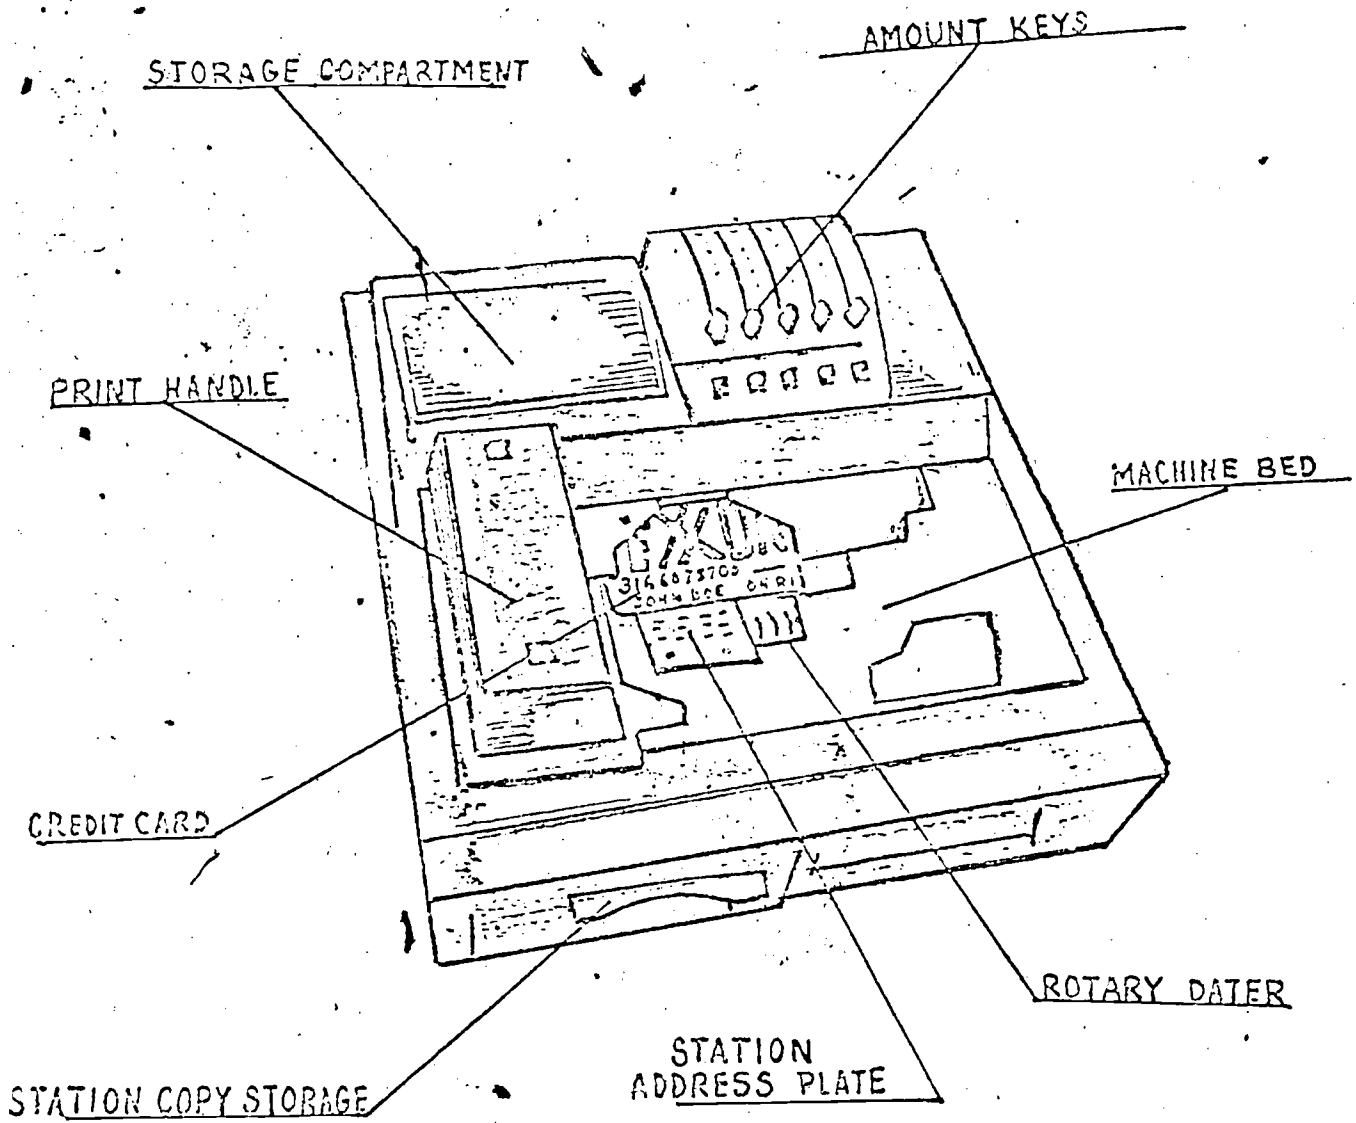 AMOUNT KEYS
STORAGE COMPARTMENT
PRINT HANDLE
MACHINE BED
JOHN DOE
CREDIT CARD
ROTARY DATER
STATION
ADDRESS PLATE
STATION COPY STORAGE